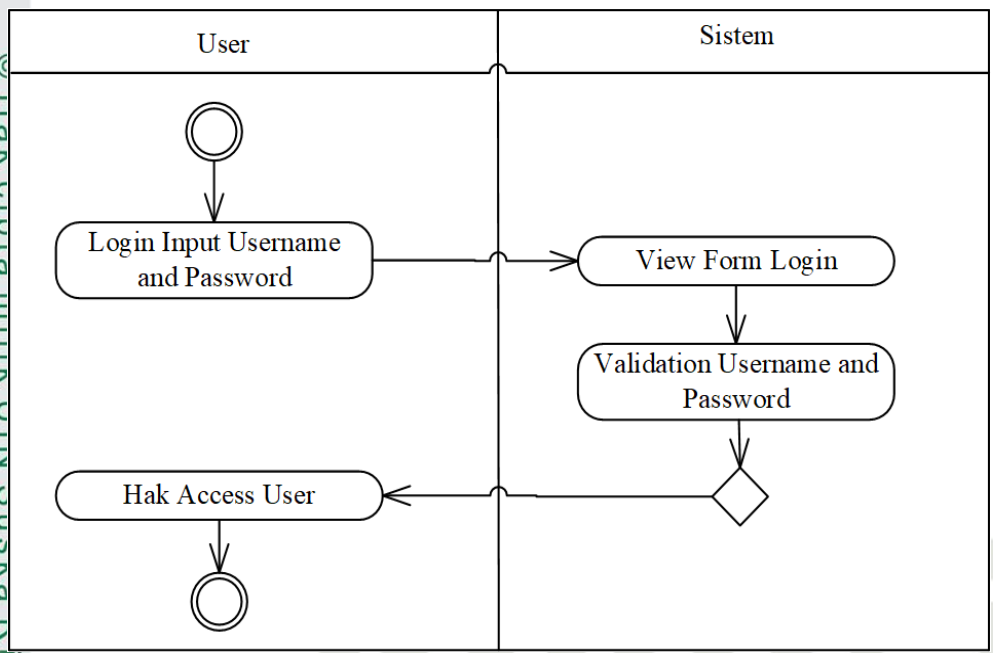 User
Sistem
Login Input Username
and Password
View Form Login
Validation Username and
Password
Hak Access User